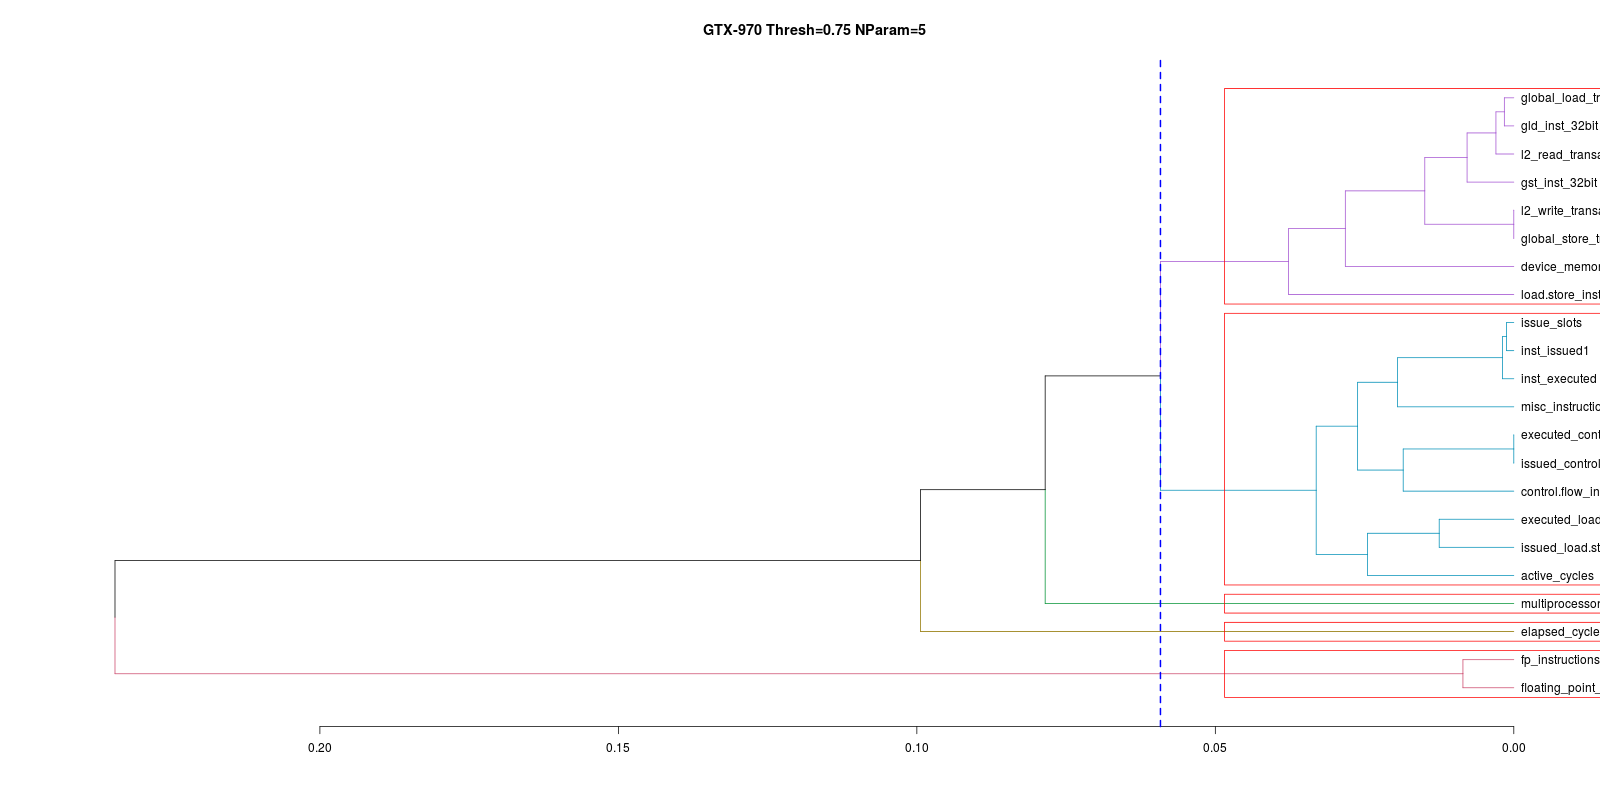 GTX-970 Thresh=0.75 NParam=5
global_load_tr
gld_inst_32bit
l2_read_transa
gst_inst_32bit
l2_write_transa
global_store_t
device_memor
load.store_inst
issue_slots
inst_issued1
inst_executed
misc_instructio
executed_cont
issued_control
control.flow_in
executed_load
issued_load.st
active_cycles
multiprocessor
elapsed_cycle
fp_instructions
floating_point_
0.20 0.15 0.10 0.05 0.00